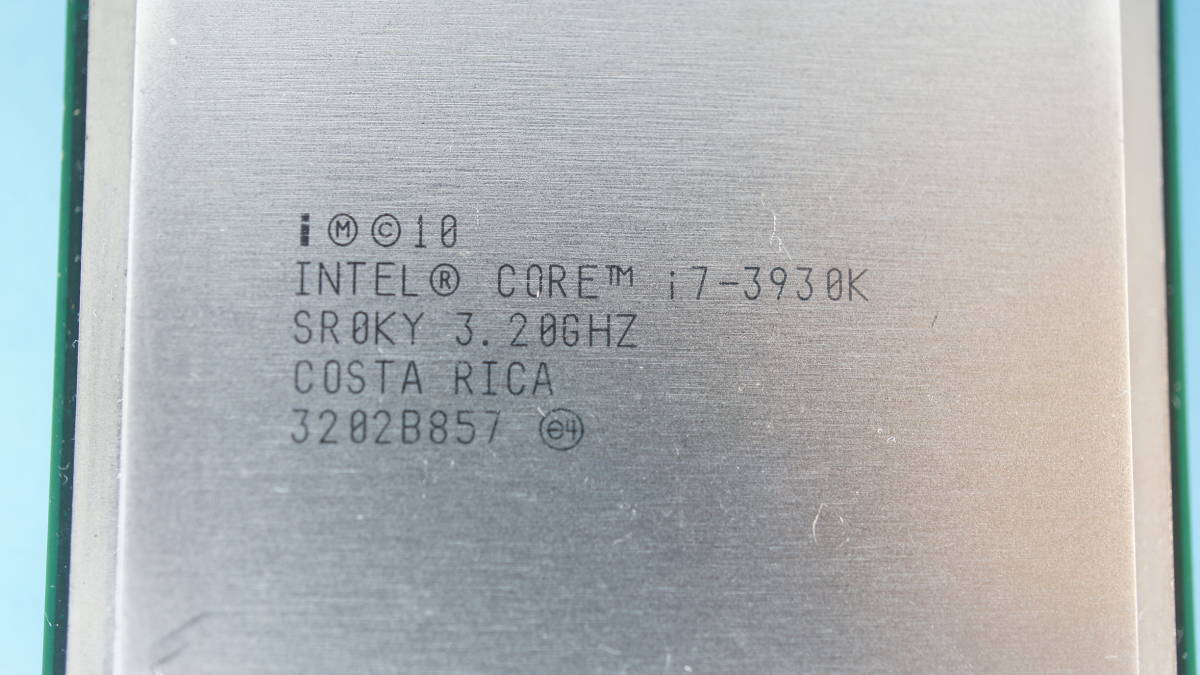 i Ⓜ ©10
INTEL® CORE™ i7-3930K
SR0KY 3.20GHZ
COSTA RICA
3202B857 e4